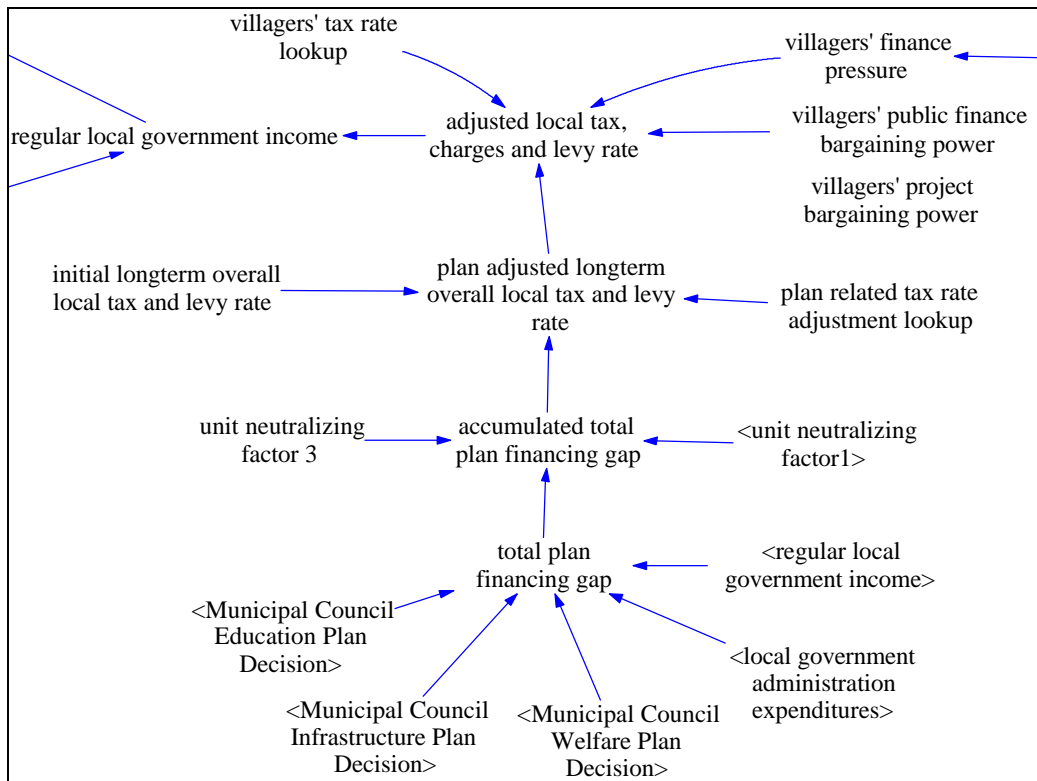 villagers' tax rate
lookup
villagers' finance
pressure
regular local government income
adjusted local tax,
charges and levy rate
villagers' public finance
bargaining power
villagers' project
bargaining power
initial longterm overall
local tax and levy rate
plan adjusted longterm
overall local tax and levy
rate
plan related tax rate
adjustment lookup
unit neutralizing
factor 3
accumulated total
plan financing gap
<unit neutralizing
factor1>
total plan
financing gap
<regular local
government income>
<Municipal Council
Education Plan
Decision>
<local government
administration
expenditures>
<Municipal Council
Infrastructure Plan
Decision>
<Municipal Council
Welfare Plan
Decision>